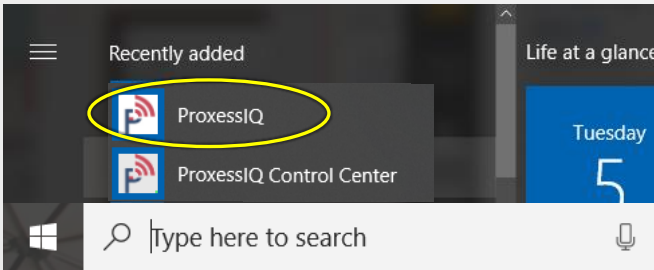 Recently added
Life at a glance
ProxessIQ
Tuesday
ProxessIQ Control Center
5
Type here to search